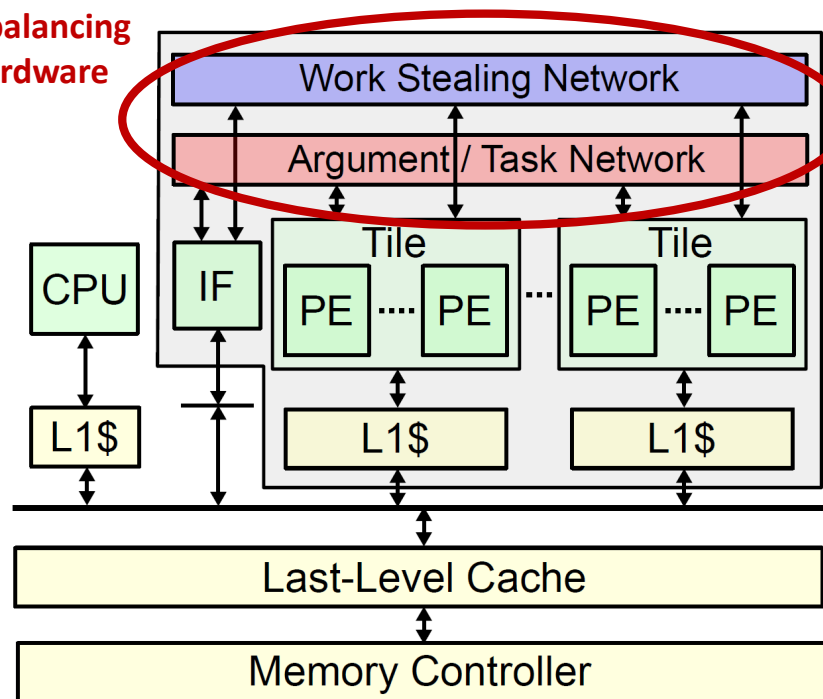 balancing
rdware
Work Stealing Network
Argument / Task Network
Tile
Tile
CPU
IF
PE ..... PE
.....
PE ..... PE
L1$
L1$
L1$
Last-Level Cache
Memory Controller